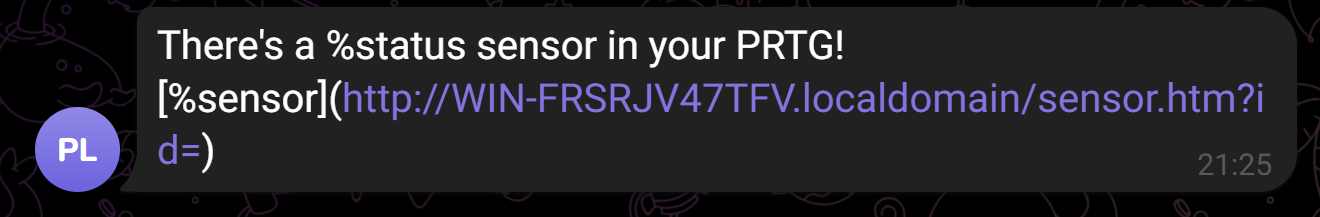 There's a %status sensor in your PRTG!
[%sensor](http://WIN-FRSRJV47TFV.localdomain/sensor.htm?i
d=)
PL
21:25